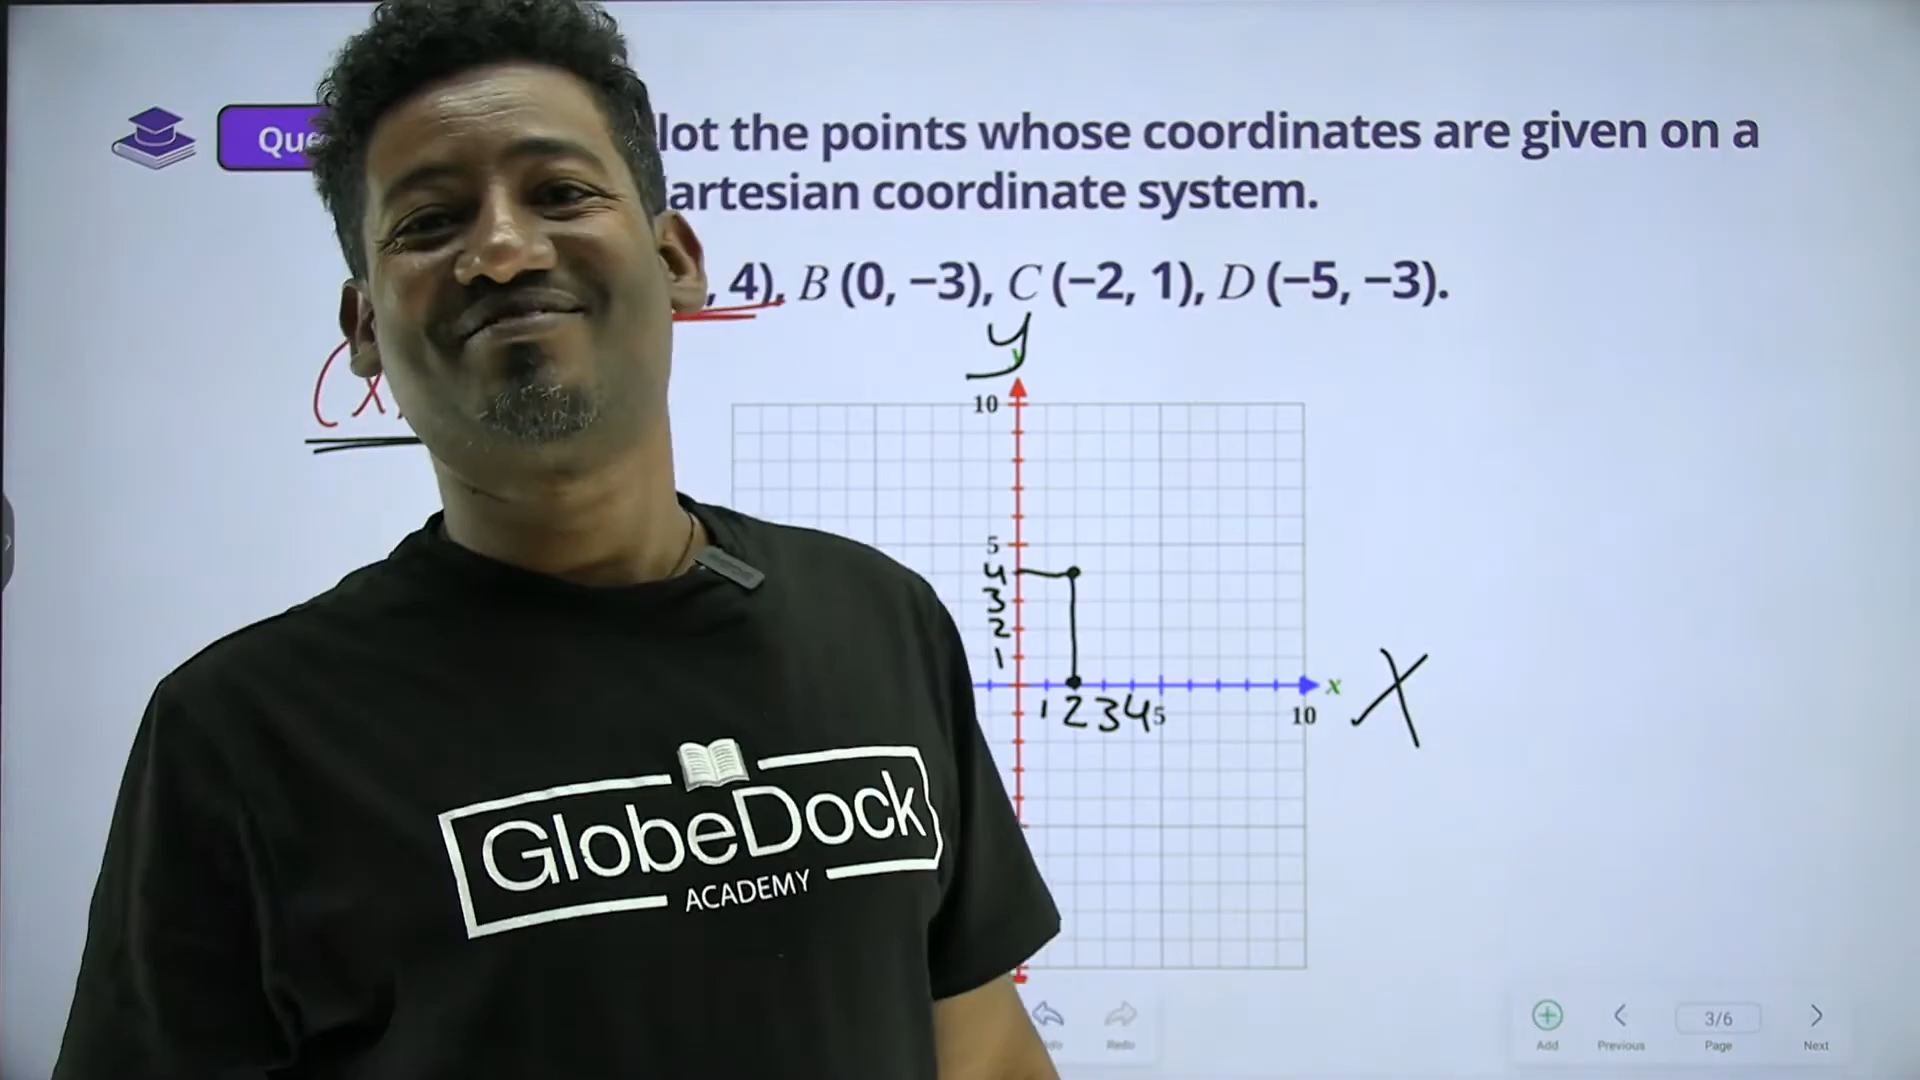 lot the points whose coordinates are given on a
artesian coordinate system.
, 4), B (0, −3), C (−2, 1), D (−5, −3).
(x,
y
10
5
4
3
2
1
x
X
1 2 3 4 5
10
GlobeDock
ACADEMY
Redo
Add
Previous
3/6
Page
Next